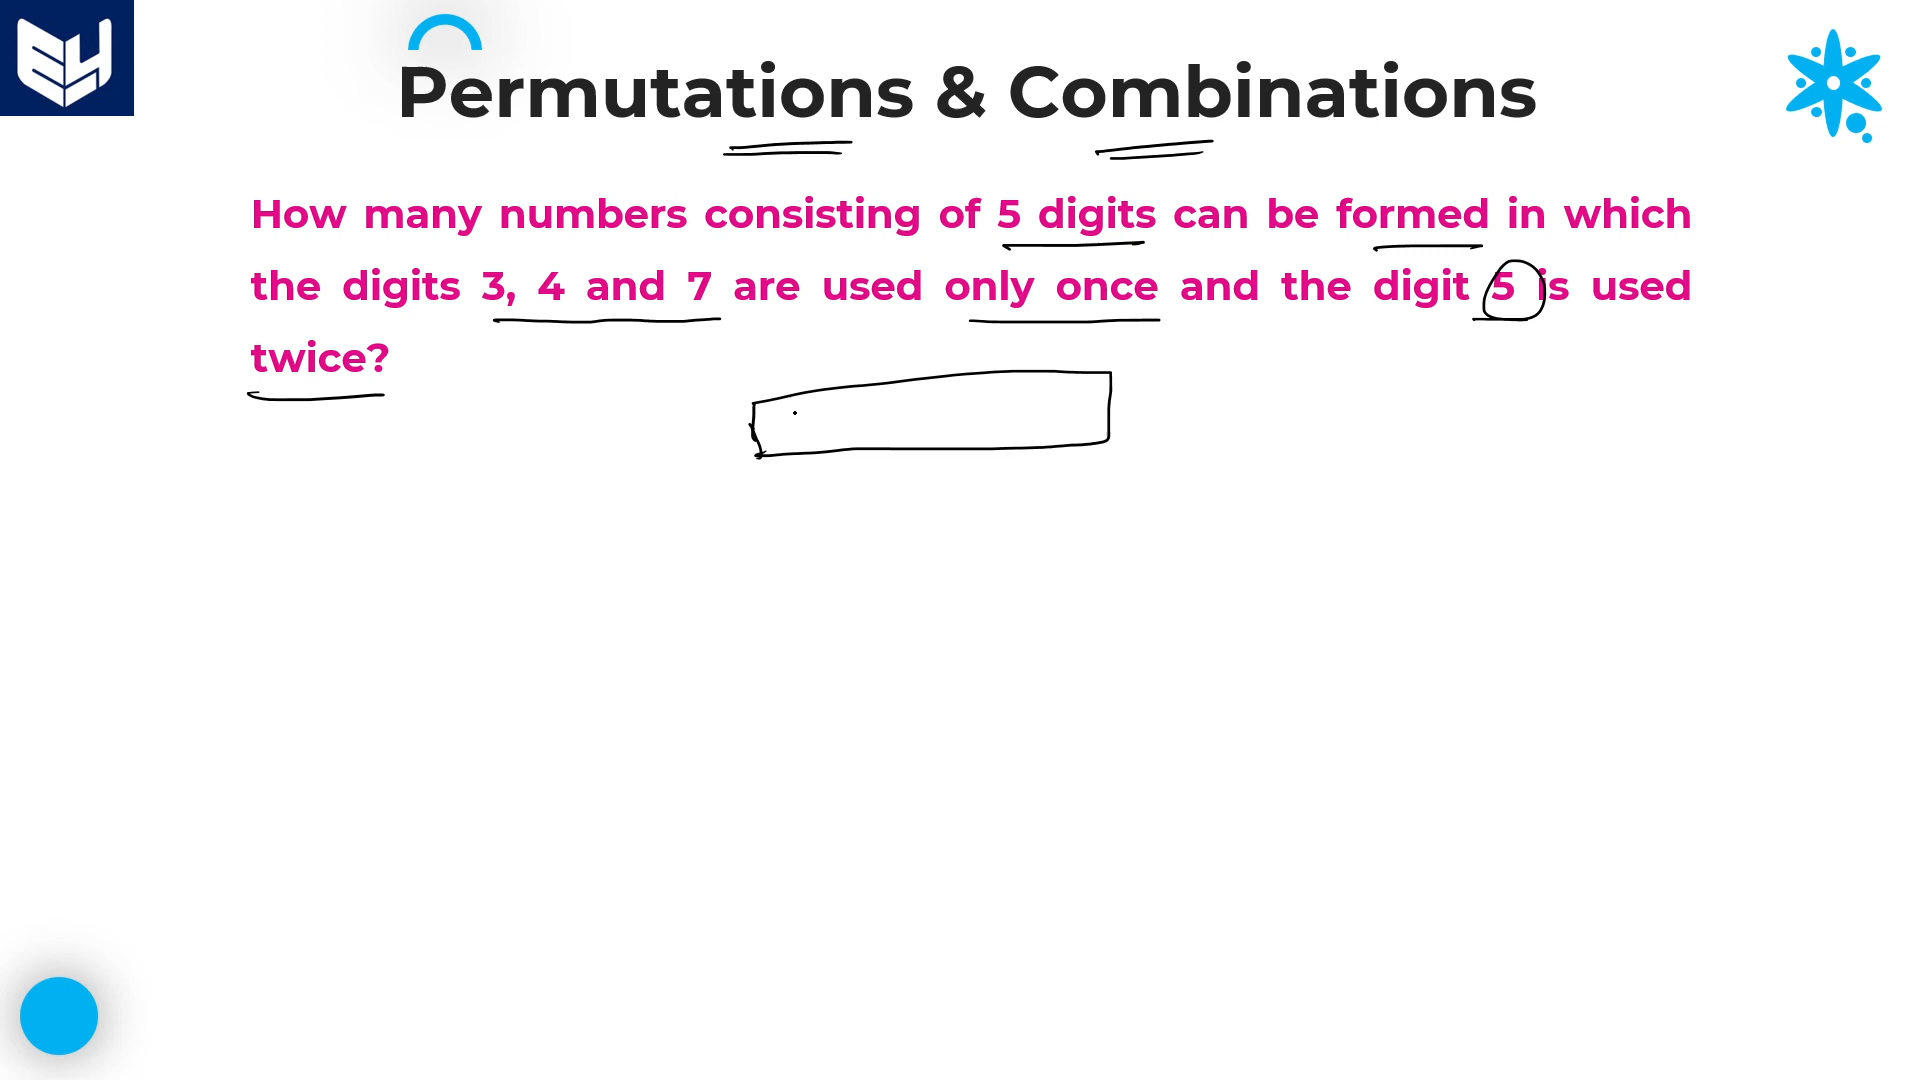 Permutations & Combinations
How many numbers consisting of 5 digits can be formed in which
the digits 3, 4 and 7 are used only once and the digit 5 is used
twice?